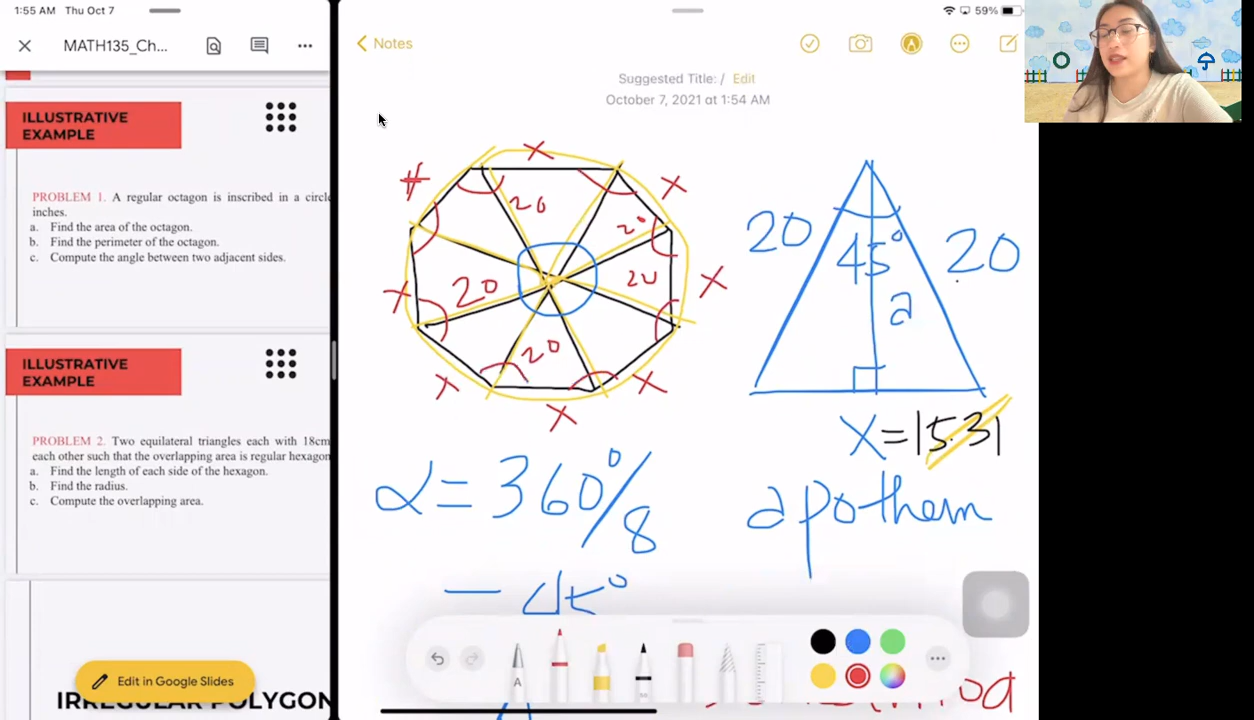 1:55 AM Thu Oct 7
59%
MATH135_Ch...
Notes
Suggested Title: / Edit
October 7, 2021 at 1:54 AM
ILLUSTRATIVE
EXAMPLE
PROBLEM 1. A regular octagon is inscribed in a circle
inches.
a. Find the area of the octagon.
b. Find the perimeter of the octagon.
c. Compute the angle between two adjacent sides.
ILLUSTRATIVE
EXAMPLE
PROBLEM 2. Two equilateral triangles each with 18cm
each other such that the overlapping area is regular hexagon
a. Find the length of each side of the hexagon.
b. Find the radius.
c. Compute the overlapping area.
Edit in Google Slides
IRREGULAR POLYGON
x
x
x
x
x
x
x
x
20
20
20
20
20
20
45°
20
a
x = 15.31
α = 360°/8
= 45°
apothem
A